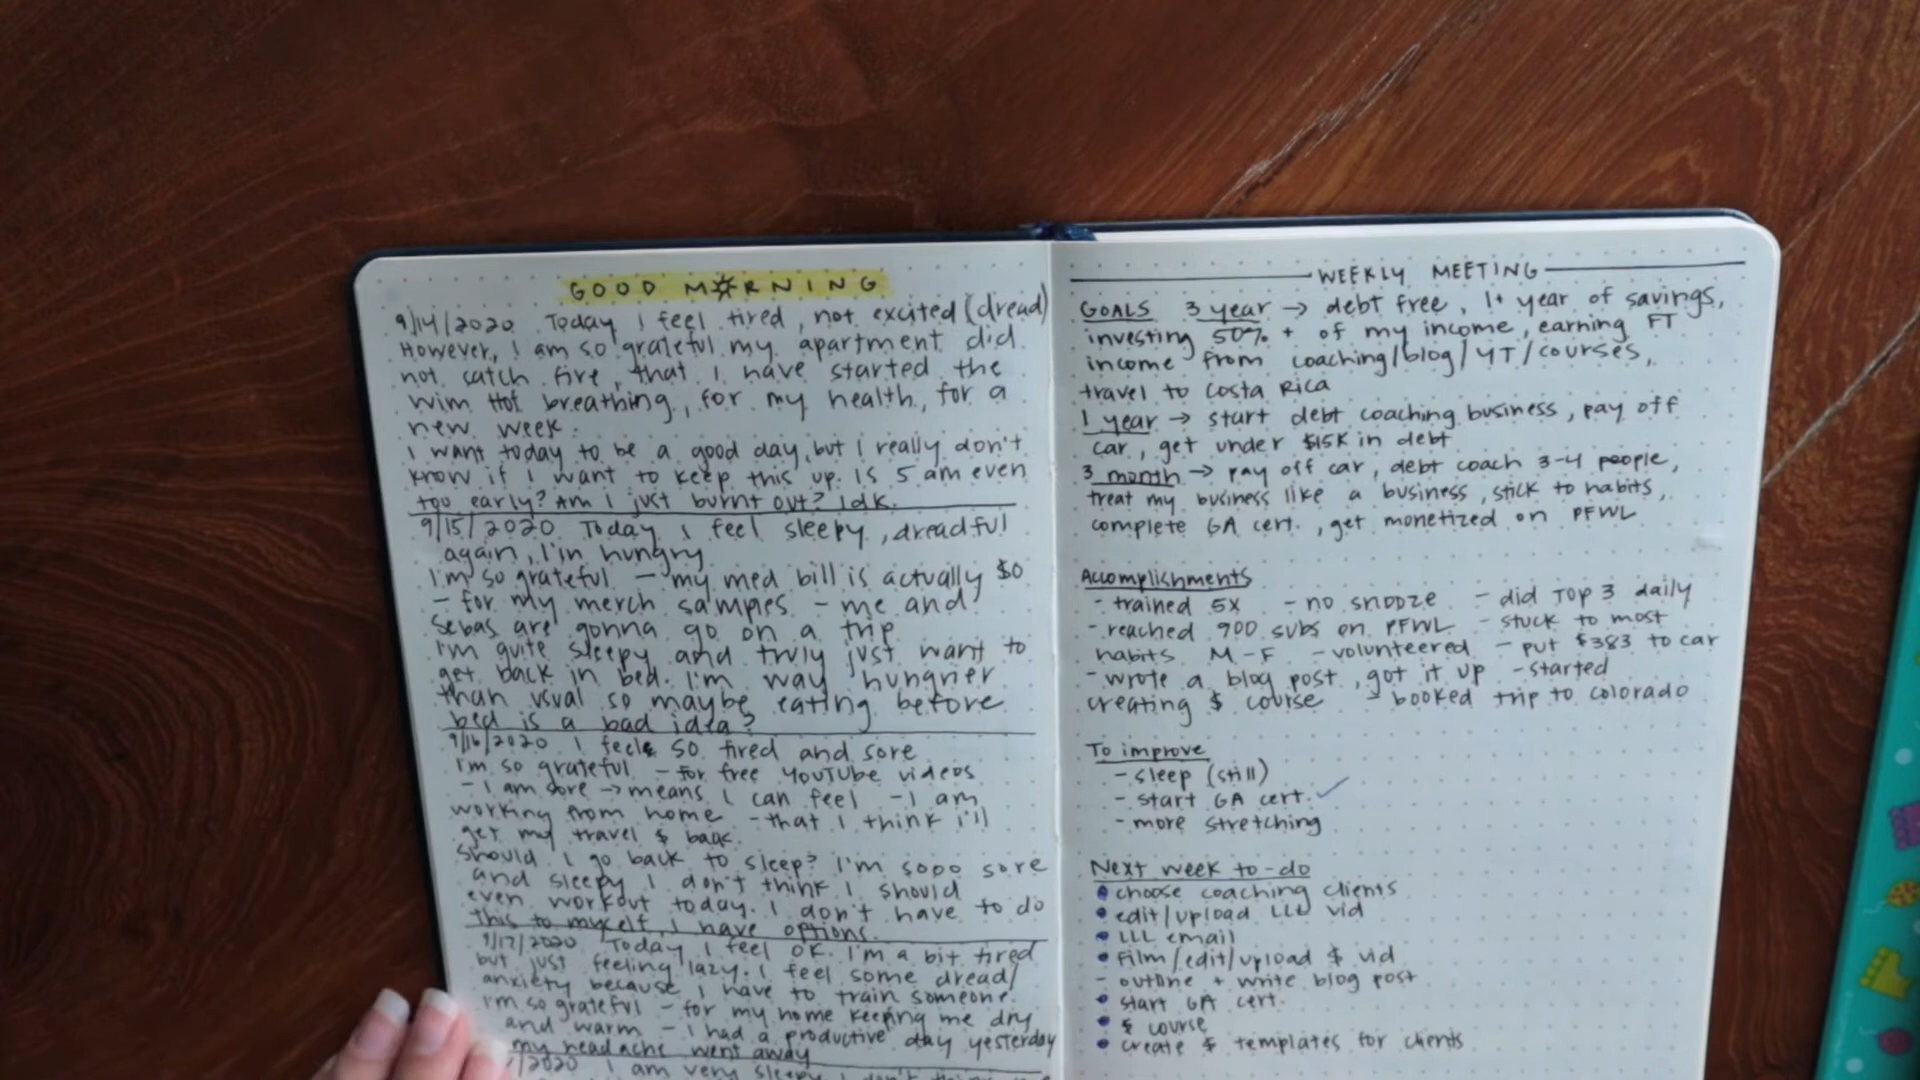 GOOD MORNING
9/14/2020 Today I feel tired, not excited (dread)
However, I am so grateful my apartment did
not catch fire, that I have started the
Wim Hof breathing, for my health, for a
new week.
I want today to be a good day, but I really don't
know if I want to keep this up. Is 5 am even
too early? Am I just burnt out? Idk.
9/15/2020 Today I feel sleepy, dreadful
again, I'm hungry
I'm so grateful - my med bill is actually $0
- for my merch samples - me and
Sebas are gonna go on a trip
I'm quite sleepy and truly just want to
get back in bed. I'm way hungrier
than usual so maybe eating before
bed is a bad idea?
9/16/2020 I feel so tired and sore
I'm so grateful - for free YouTube videos
- I am sore → means I can feel - I am
working from home - that I think I'll
get my travel $ back
Should I go back to sleep? I'm sooo sore
and sleepy I don't think I should
even workout today. I don't have to do
this to myself, I have options.
9/17/2020 Today I feel OK. I'm a bit tired
but just feeling lazy. I feel some dread/
anxiety because I have to train someone.
I'm so grateful - for my home keeping me dry
and warm - I had a productive day yesterday
my headache went away
/2020 I am very sleepy I don't
WEEKLY MEETING
GOALS 3 year → debt free, 1+ year of savings,
investing 50% + of my income, earning FT
income from coaching/blog/YT/courses,
travel to Costa Rica
1 year → start debt coaching business, pay off
car, get under $15K in debt
3 month → pay off car, debt coach 3-4 people,
treat my business like a business, stick to habits,
complete GA cert., get monetized on PFWL
Accomplishments
- trained 5x - no snooze - did Top 3 daily
- reached 900 subs on PFWL - stuck to most
habits M-F - volunteered - put $383 to car
- wrote a blog post, got it up - started
creating $ course - booked trip to Colorado
To improve
- sleep (still)
- start GA cert. ✓
- more stretching
Next week to-do
• choose coaching clients
• edit/upload LLL vid
• LLL email
• Film/edit/upload $ vid
- outline + write blog post
• start GA cert.
• $ course
• create $ templates for clients